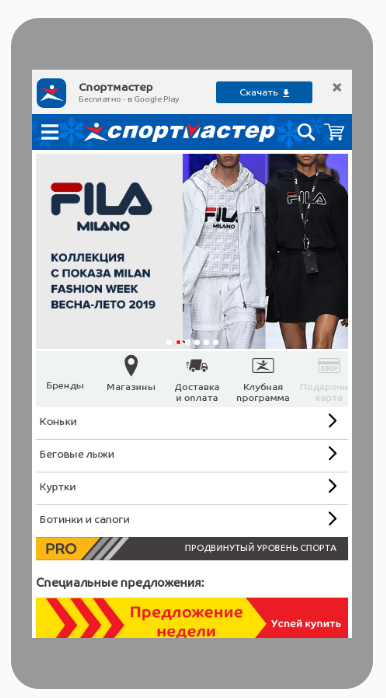 Спортмастер
Бесплатно - в Google Play
Скачать
спортмастер
FILA
MILANO
КОЛЛЕКЦИЯ
С ПОКАЗА MILAN
FASHION WEEK
ВЕСНА-ЛЕТО 2019
FILA
MILANO
FILA
Бренды
Магазины
Доставка
и оплата
Клубная
программа
Подарочн
карта
Коньки
Беговые лыжи
Куртки
Ботинки и сапоги
PRO
ПРОДВИНУТЫЙ УРОВЕНЬ СПОРТА
Специальные предложения:
Предложение
недели
Успей купить